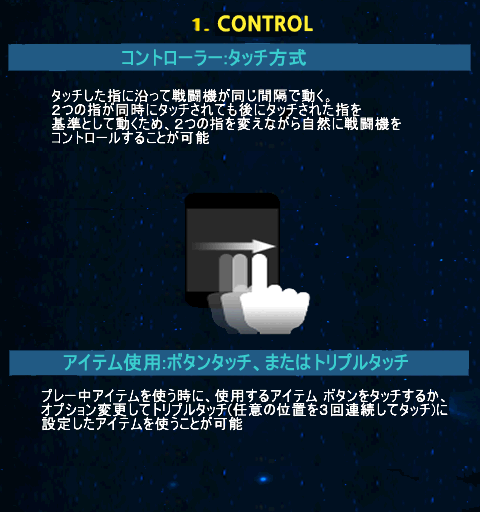 1. CONTROL
コントローラー:タッチ方式
タッチした指に沿って戦闘機が同じ間隔で動く。
2つの指が同時にタッチされても後にタッチされた指を
基準として動くため、2つの指を変えながら自然に戦闘機を
コントロールすることが可能
アイテム使用:ボタンタッチ、またはトリプルタッチ
プレー中アイテムを使う時に、使用するアイテム ボタンをタッチするか、
オプション変更してトリプルタッチ(任意の位置を3回連続してタッチ)に
設定したアイテムを使うことが可能